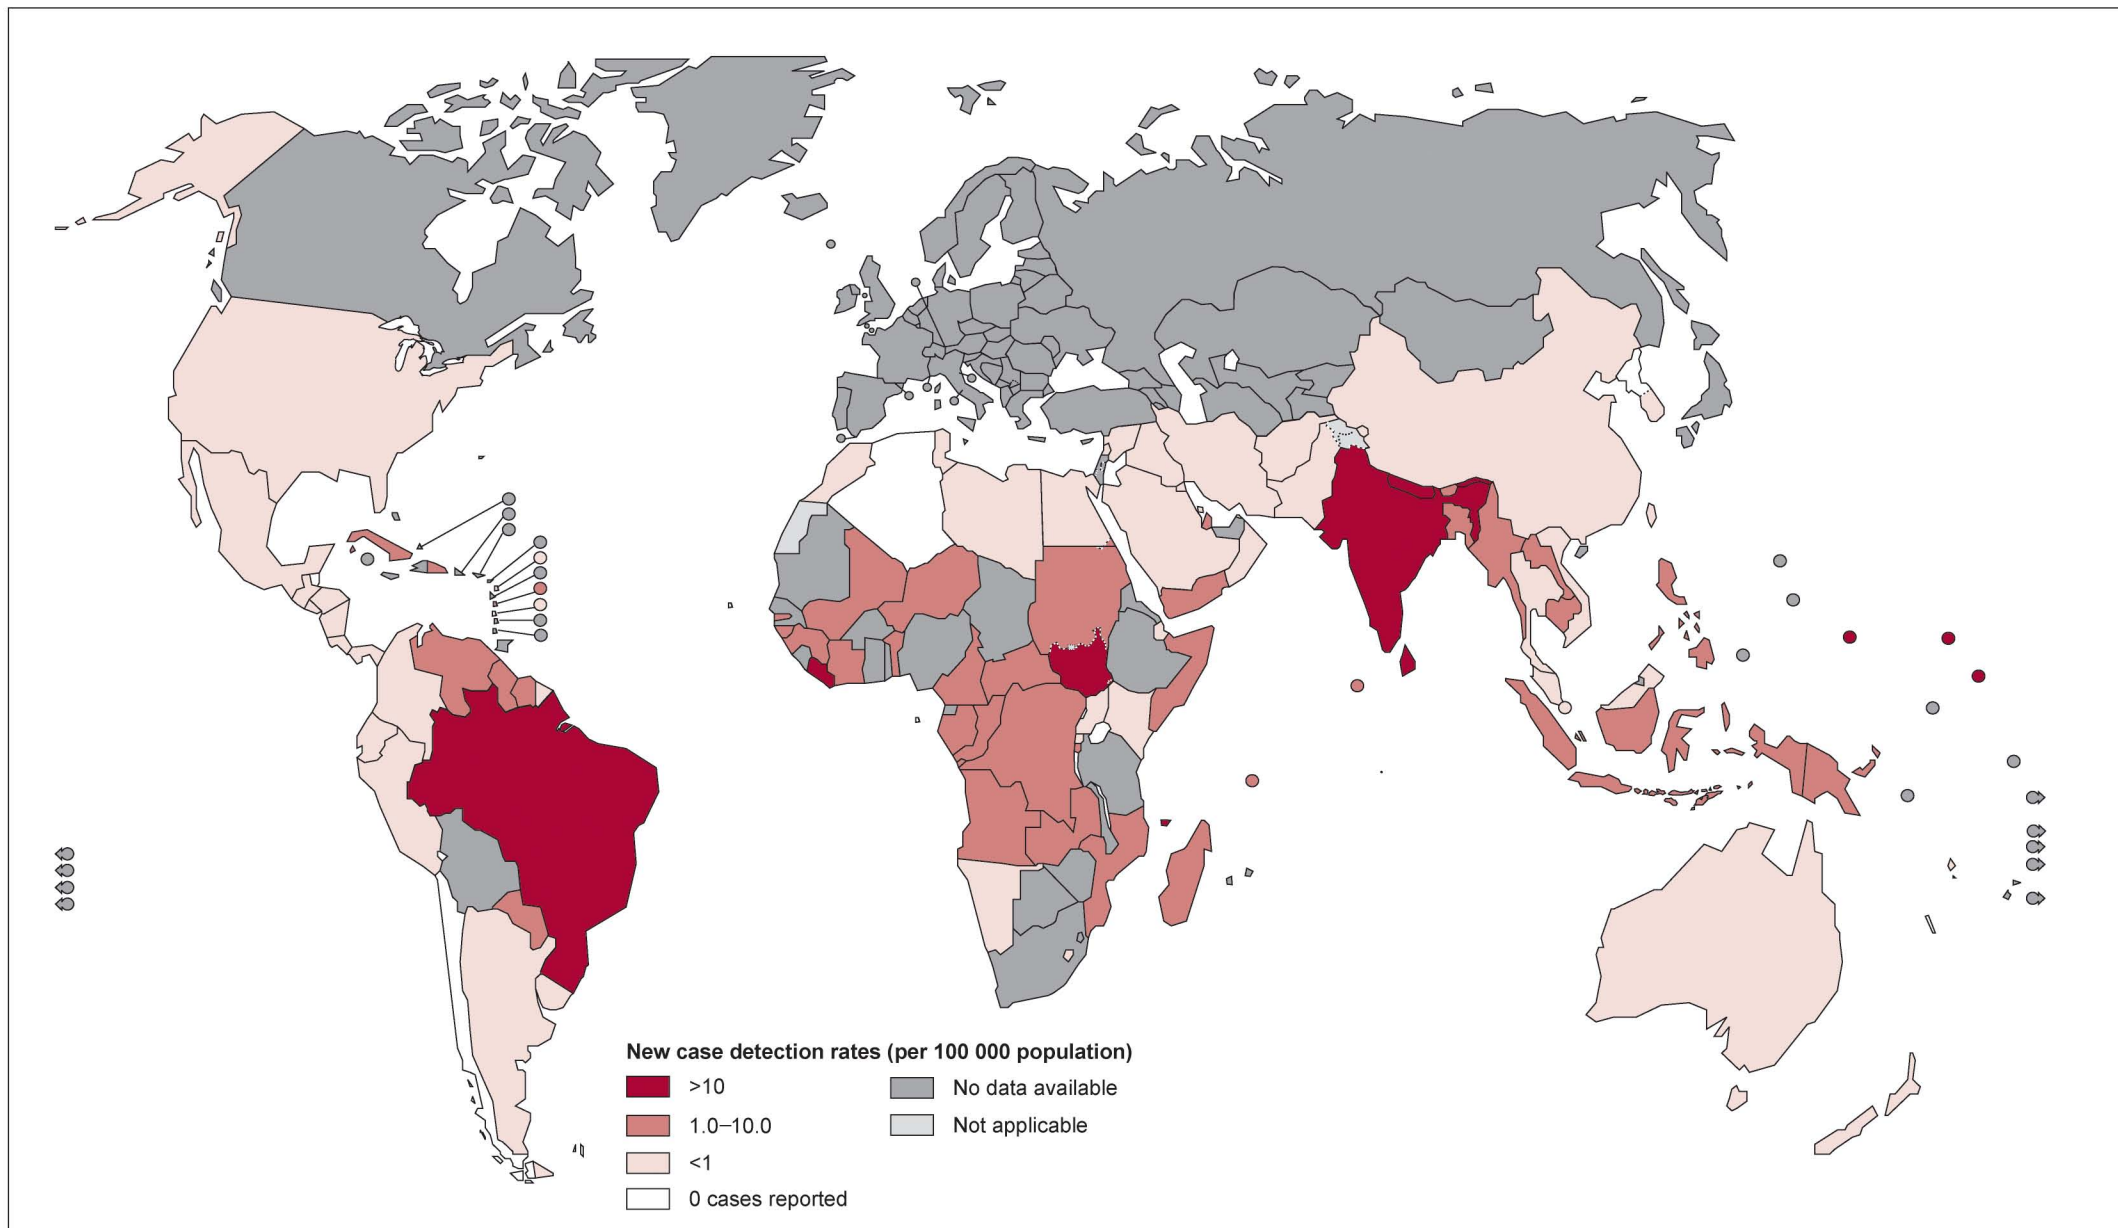 New case detection rates (per 100 000 population)
>10
1.0–10.0
<1
0 cases reported
No data available
Not applicable